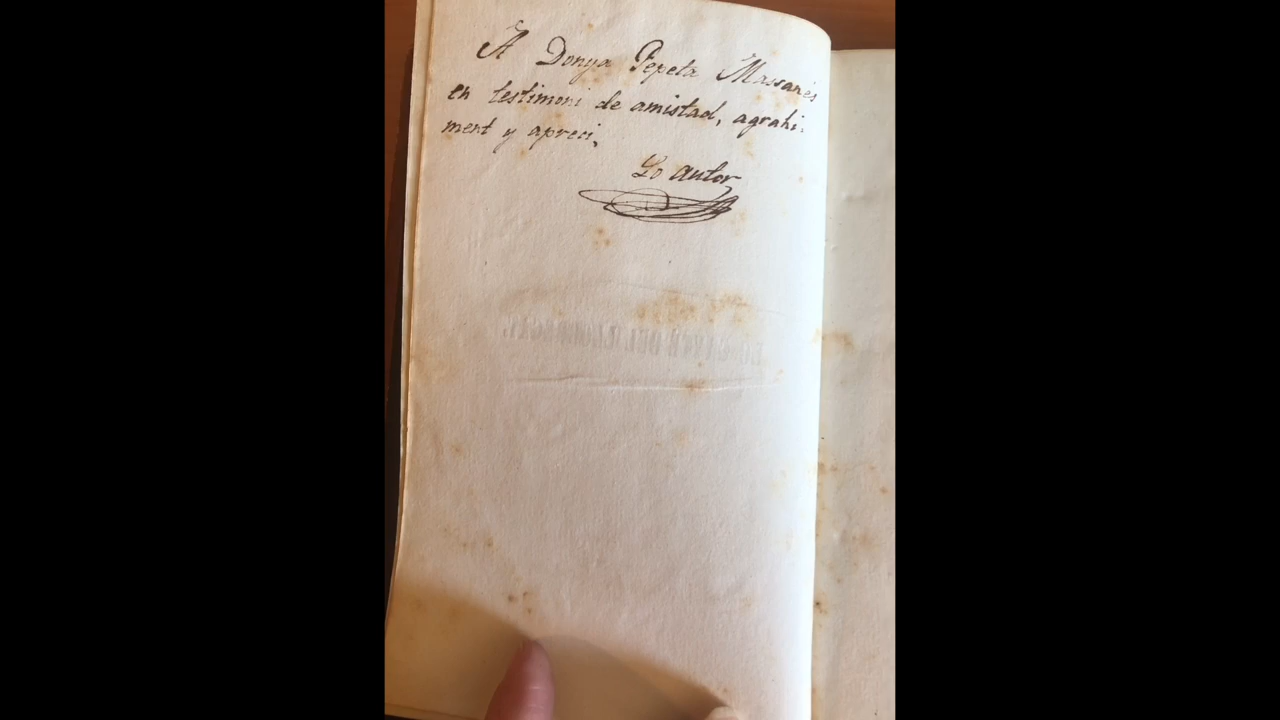 A Donya Pepeta Massanés
en testimoni de amistad, agrahi-
ment y apreci,
Lo autor